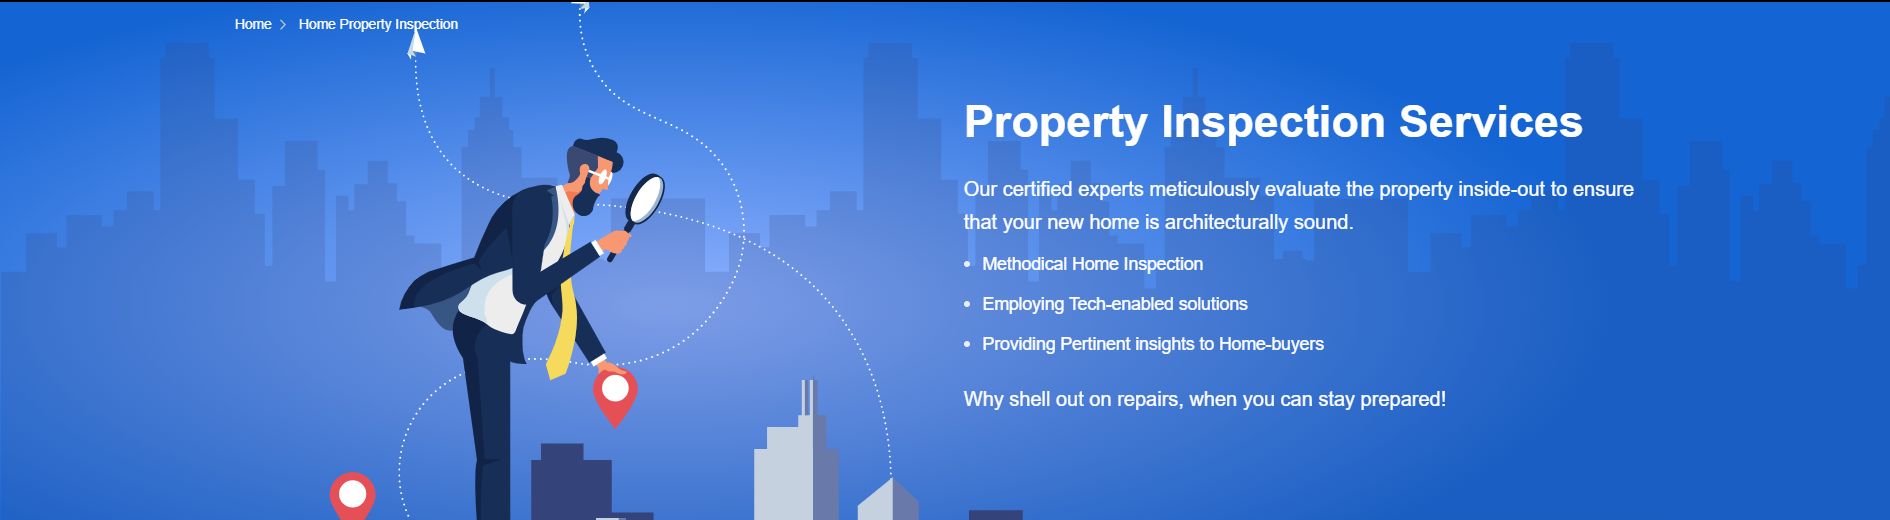 Home > Home Property Inspection
Property Inspection Services
Our certified experts meticulously evaluate the property inside-out to ensure
that your new home is architecturally sound.
• Methodical Home Inspection
• Employing Tech-enabled solutions
• Providing Pertinent insights to Home-buyers
Why shell out on repairs, when you can stay prepared!